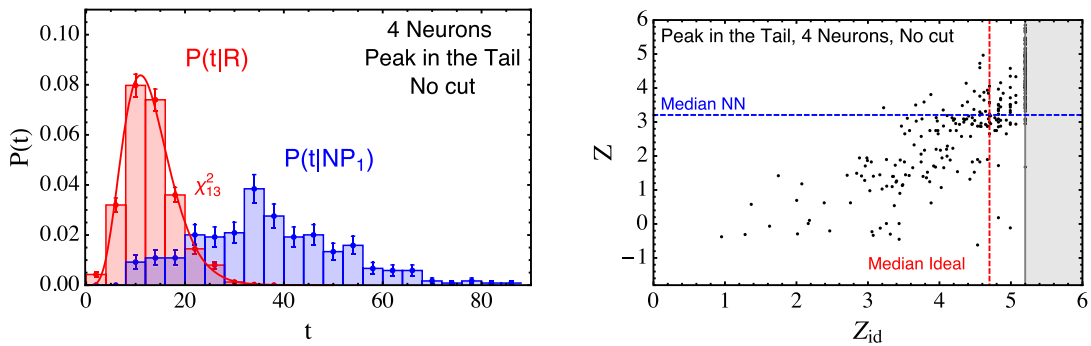 4 Neurons
Peak in the Tail
No cut
P(t|R)
P(t|NP₁)
χ²₁₃
P(t)
0.10
0.08
0.06
0.04
0.02
0.00
0 20 40 60 80
t
Peak in the Tail, 4 Neurons, No cut
Median NN
Median Ideal
Z
6
5
4
3
2
1
0
−1
0 1 2 3 4 5 6
Z_id